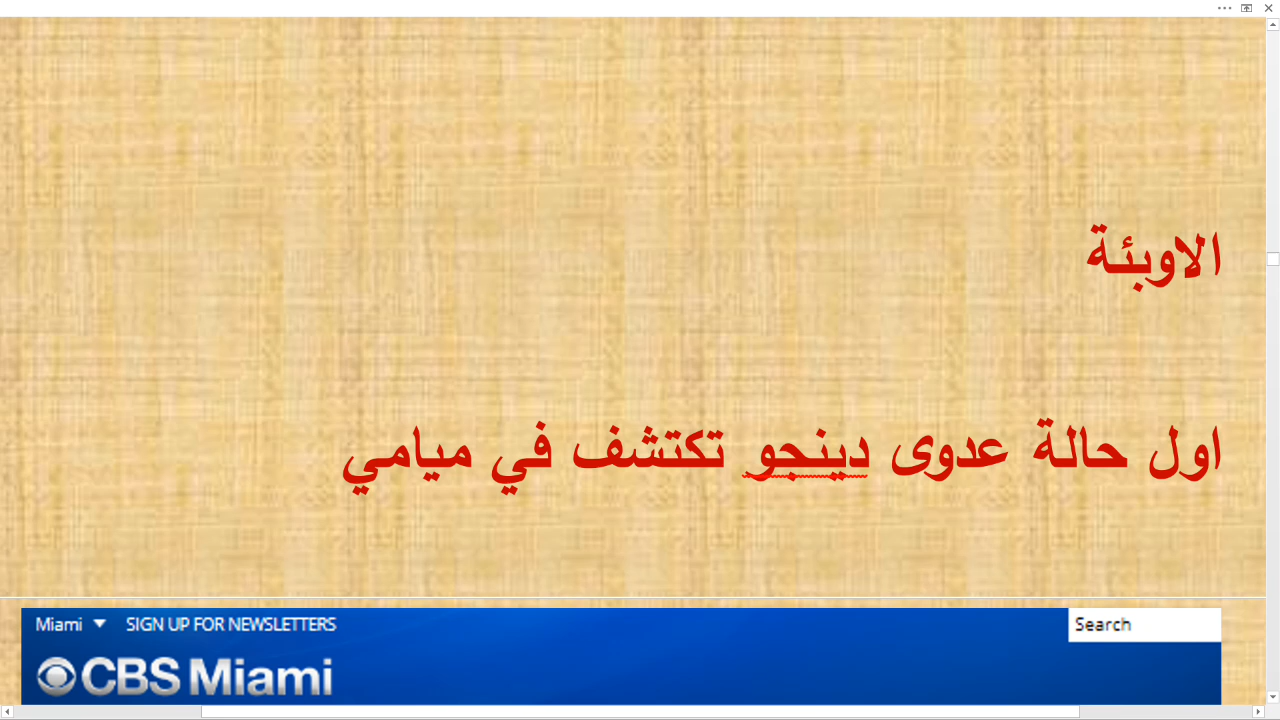 الاوبئة
اول حالة عدوى دينجو تكتشف في ميامي
Miami SIGN UP FOR NEWSLETTERS Search
CBS Miami